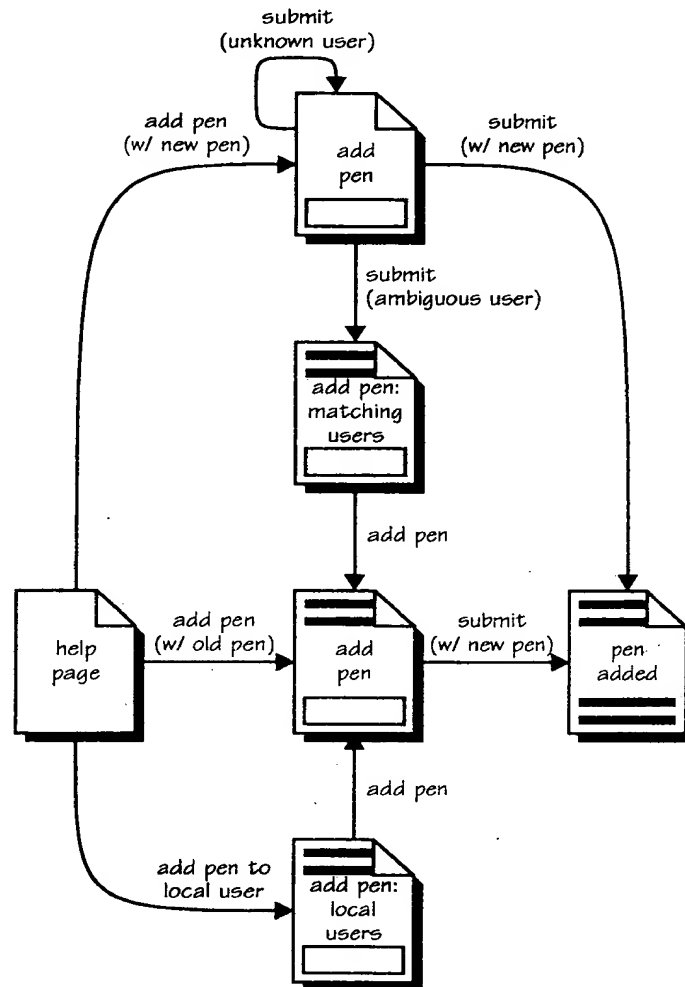 submit
(unknown user)
add pen
(w/ new pen)
add
pen
submit
(w/ new pen)
submit
(ambiguous user)
add pen:
matching
users
add pen
help
page
add pen
(w/ old pen)
add
pen
submit
(w/ new pen)
pen
added
add pen
add pen to
local user
add pen:
local
users